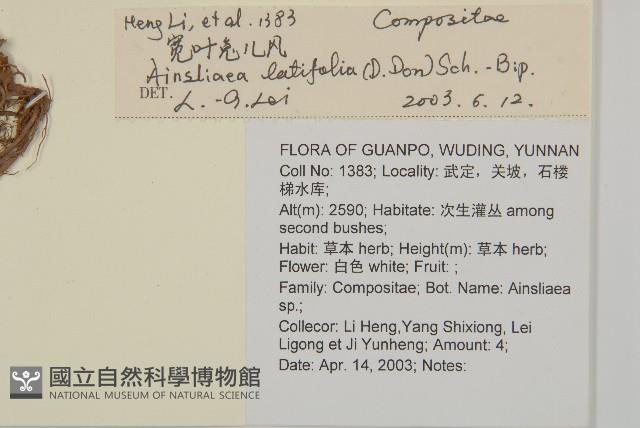 Heng Li, et al. 1383
Compositae
宽叶兔儿风
Ainsliaea latifolia (D. Don) Sch. -Bip.
DET.
L. -G. Lei
2003. 6. 12.
FLORA OF GUANPO, WUDING, YUNNAN
Coll No: 1383; Locality: 武定，关坡，石楼
梯水库;
Alt(m): 2590; Habitate: 次生灌丛 among
second bushes;
Habit: 草本 herb; Height(m): 草本 herb;
Flower: 白色 white; Fruit: ;
Family: Compositae; Bot. Name: Ainsliaea
sp.;
Collecor: Li Heng,Yang Shixiong, Lei
Ligong et Ji Yunheng; Amount: 4;
Date: Apr. 14, 2003; Notes:
國立自然科學博物館
NATIONAL MUSEUM OF NATURAL SCIENCE